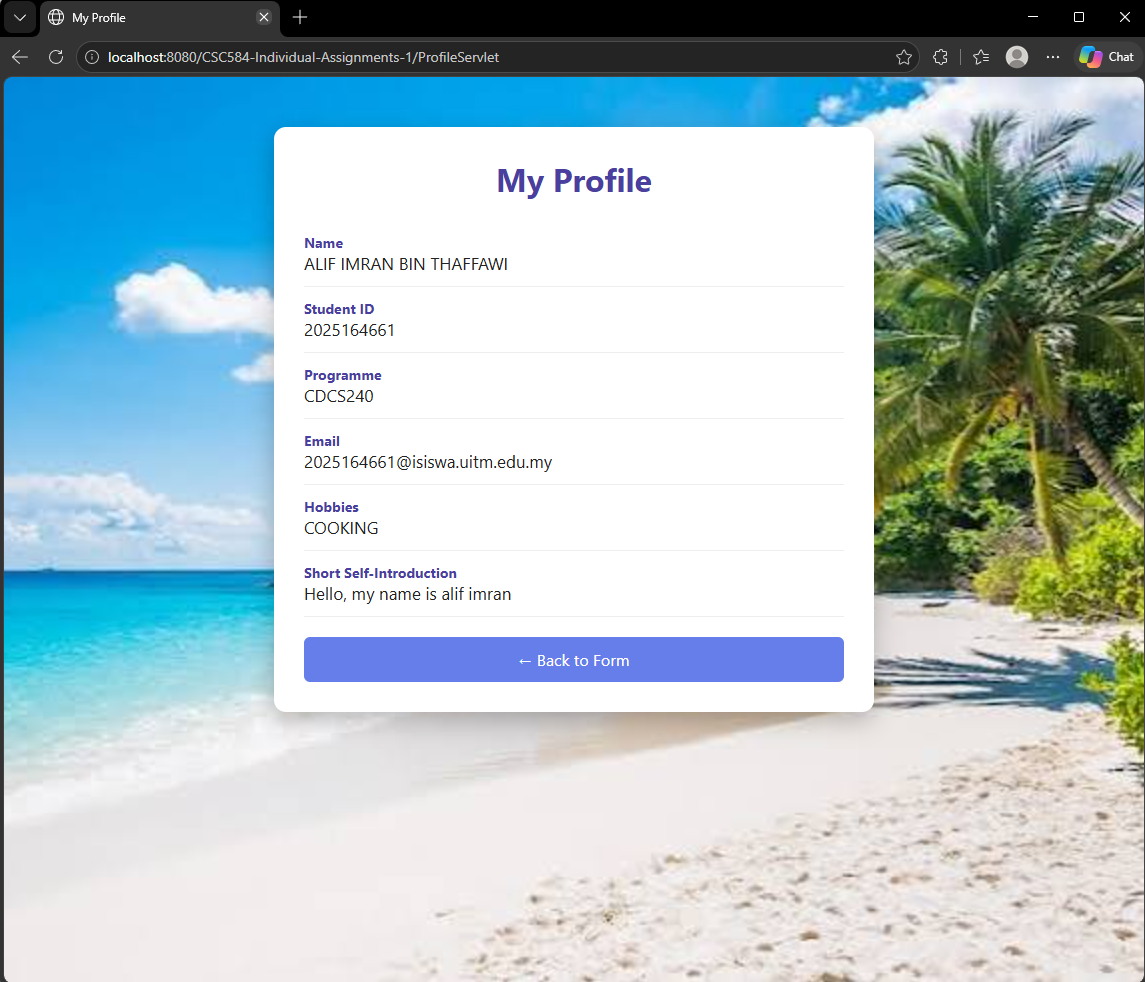 My Profile
localhost:8080/CSC584-Individual-Assignments-1/ProfileServlet
Chat
My Profile
Name
ALIF IMRAN BIN THAFFAWI
Student ID
2025164661
Programme
CDCS240
Email
2025164661@isiswa.uitm.edu.my
Hobbies
COOKING
Short Self-Introduction
Hello, my name is alif imran
← Back to Form